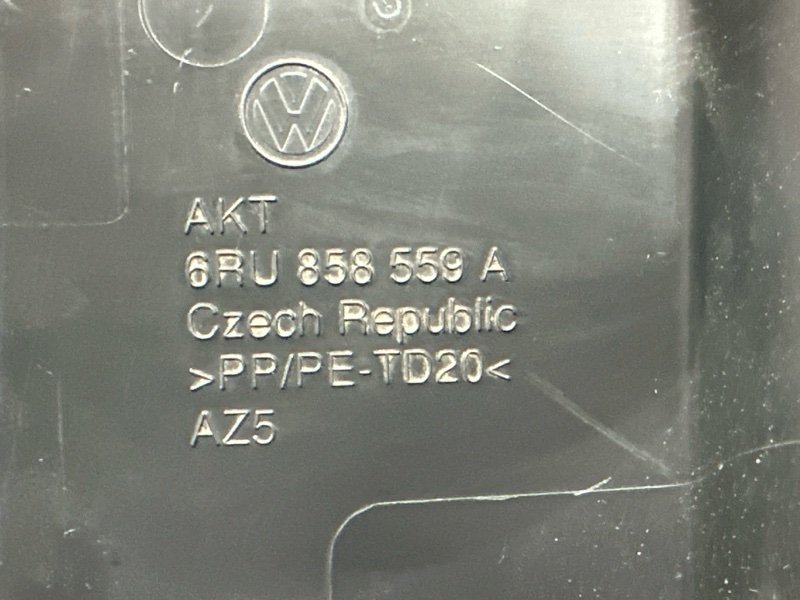 AKT
6RU 858 559 A
Czech Republic
>PP/PE-TD20<
AZ5